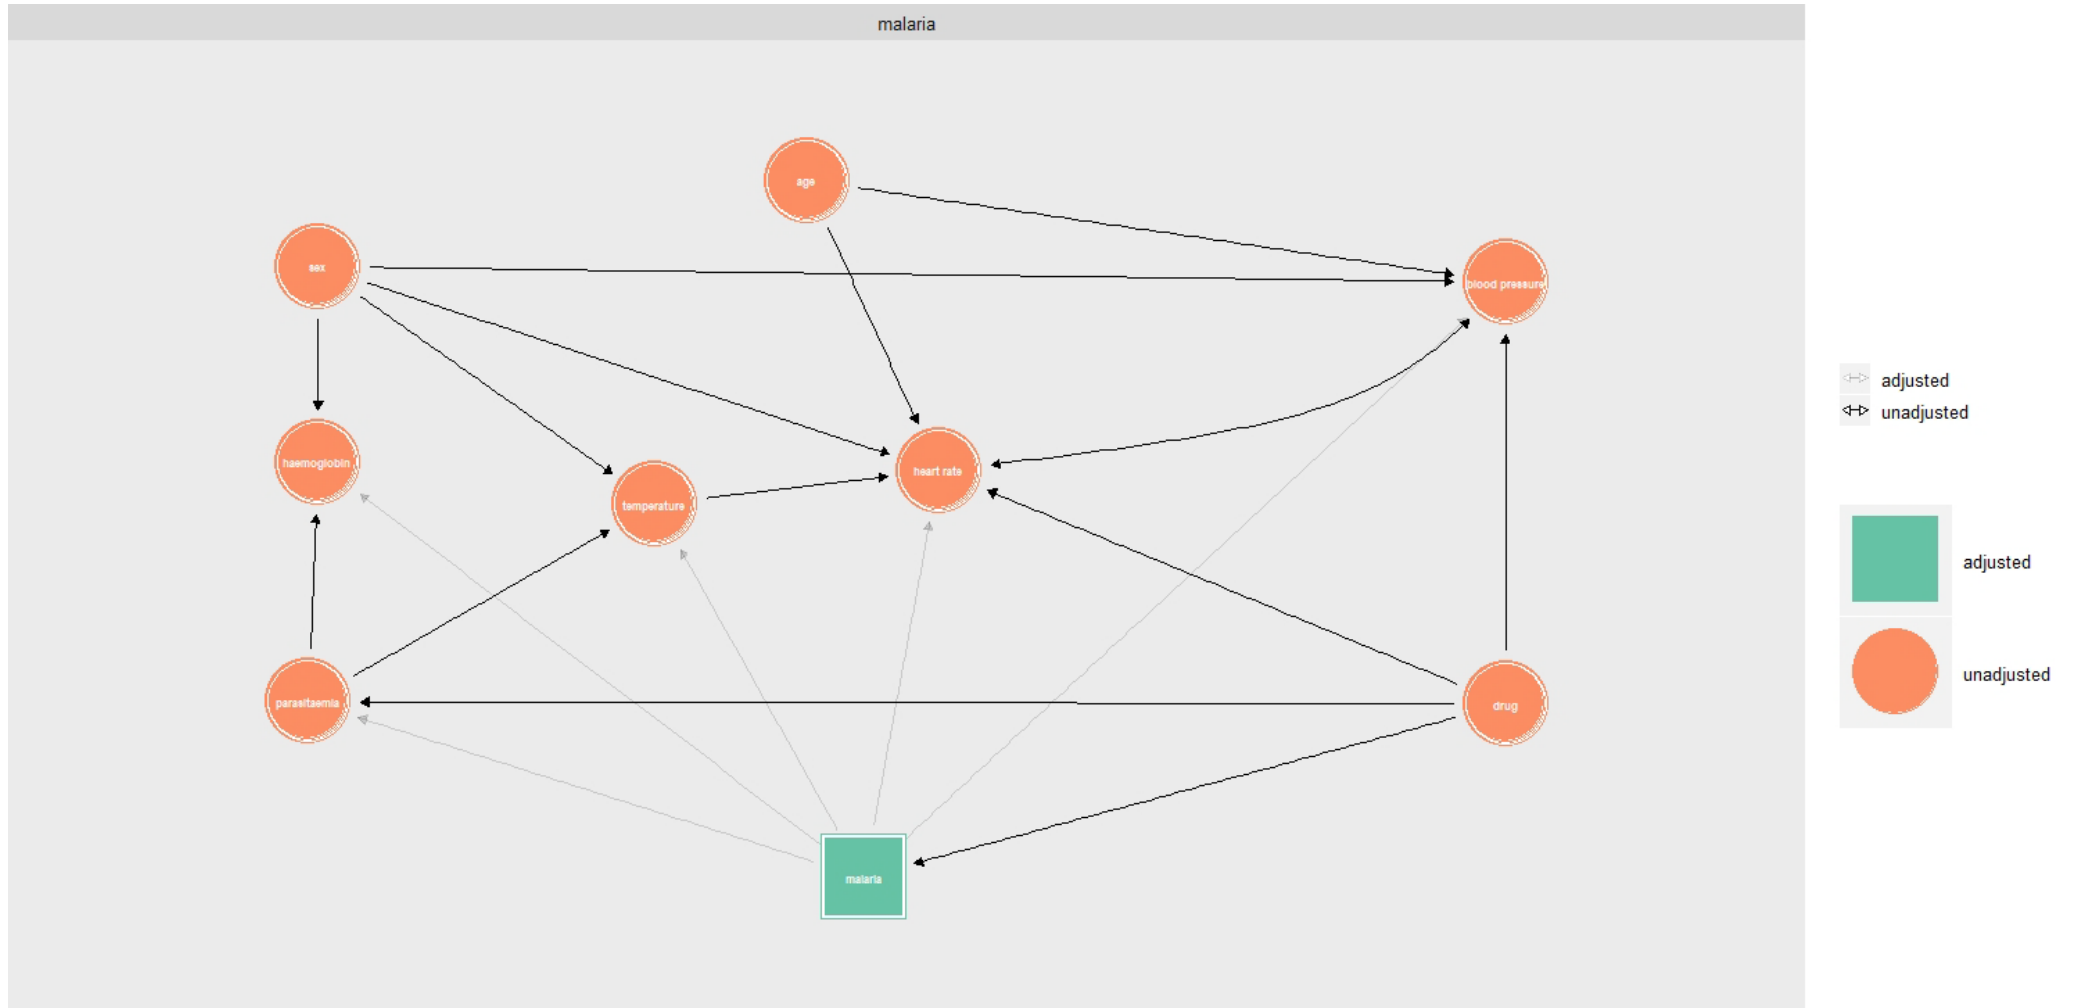 malaria
age
sex
blood pressure
haemoglobin
heart rate
temperature
parasitaemia
drug
malaria
adjusted
unadjusted
adjusted
unadjusted